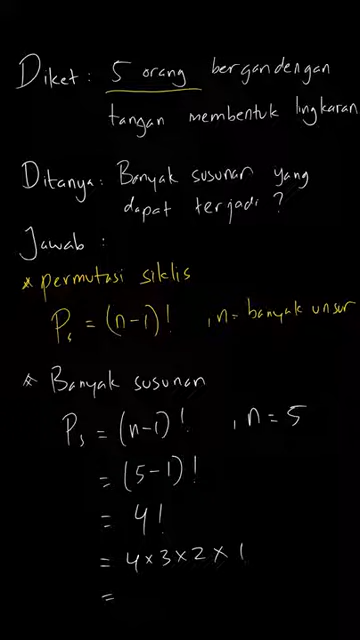 Diket : 5 orang bergandengan
tangan membentuk lingkaran
Ditanya : Banyak susunan yang
dapat terjadi ?
Jawab :
* permutasi siklis
Pₛ = (n-1) ! , n = banyak unsur
* Banyak susunan
Pₛ = (n-1) ! , n = 5
= (5-1) !
= 4 !
= 4 × 3 × 2 × 1
=